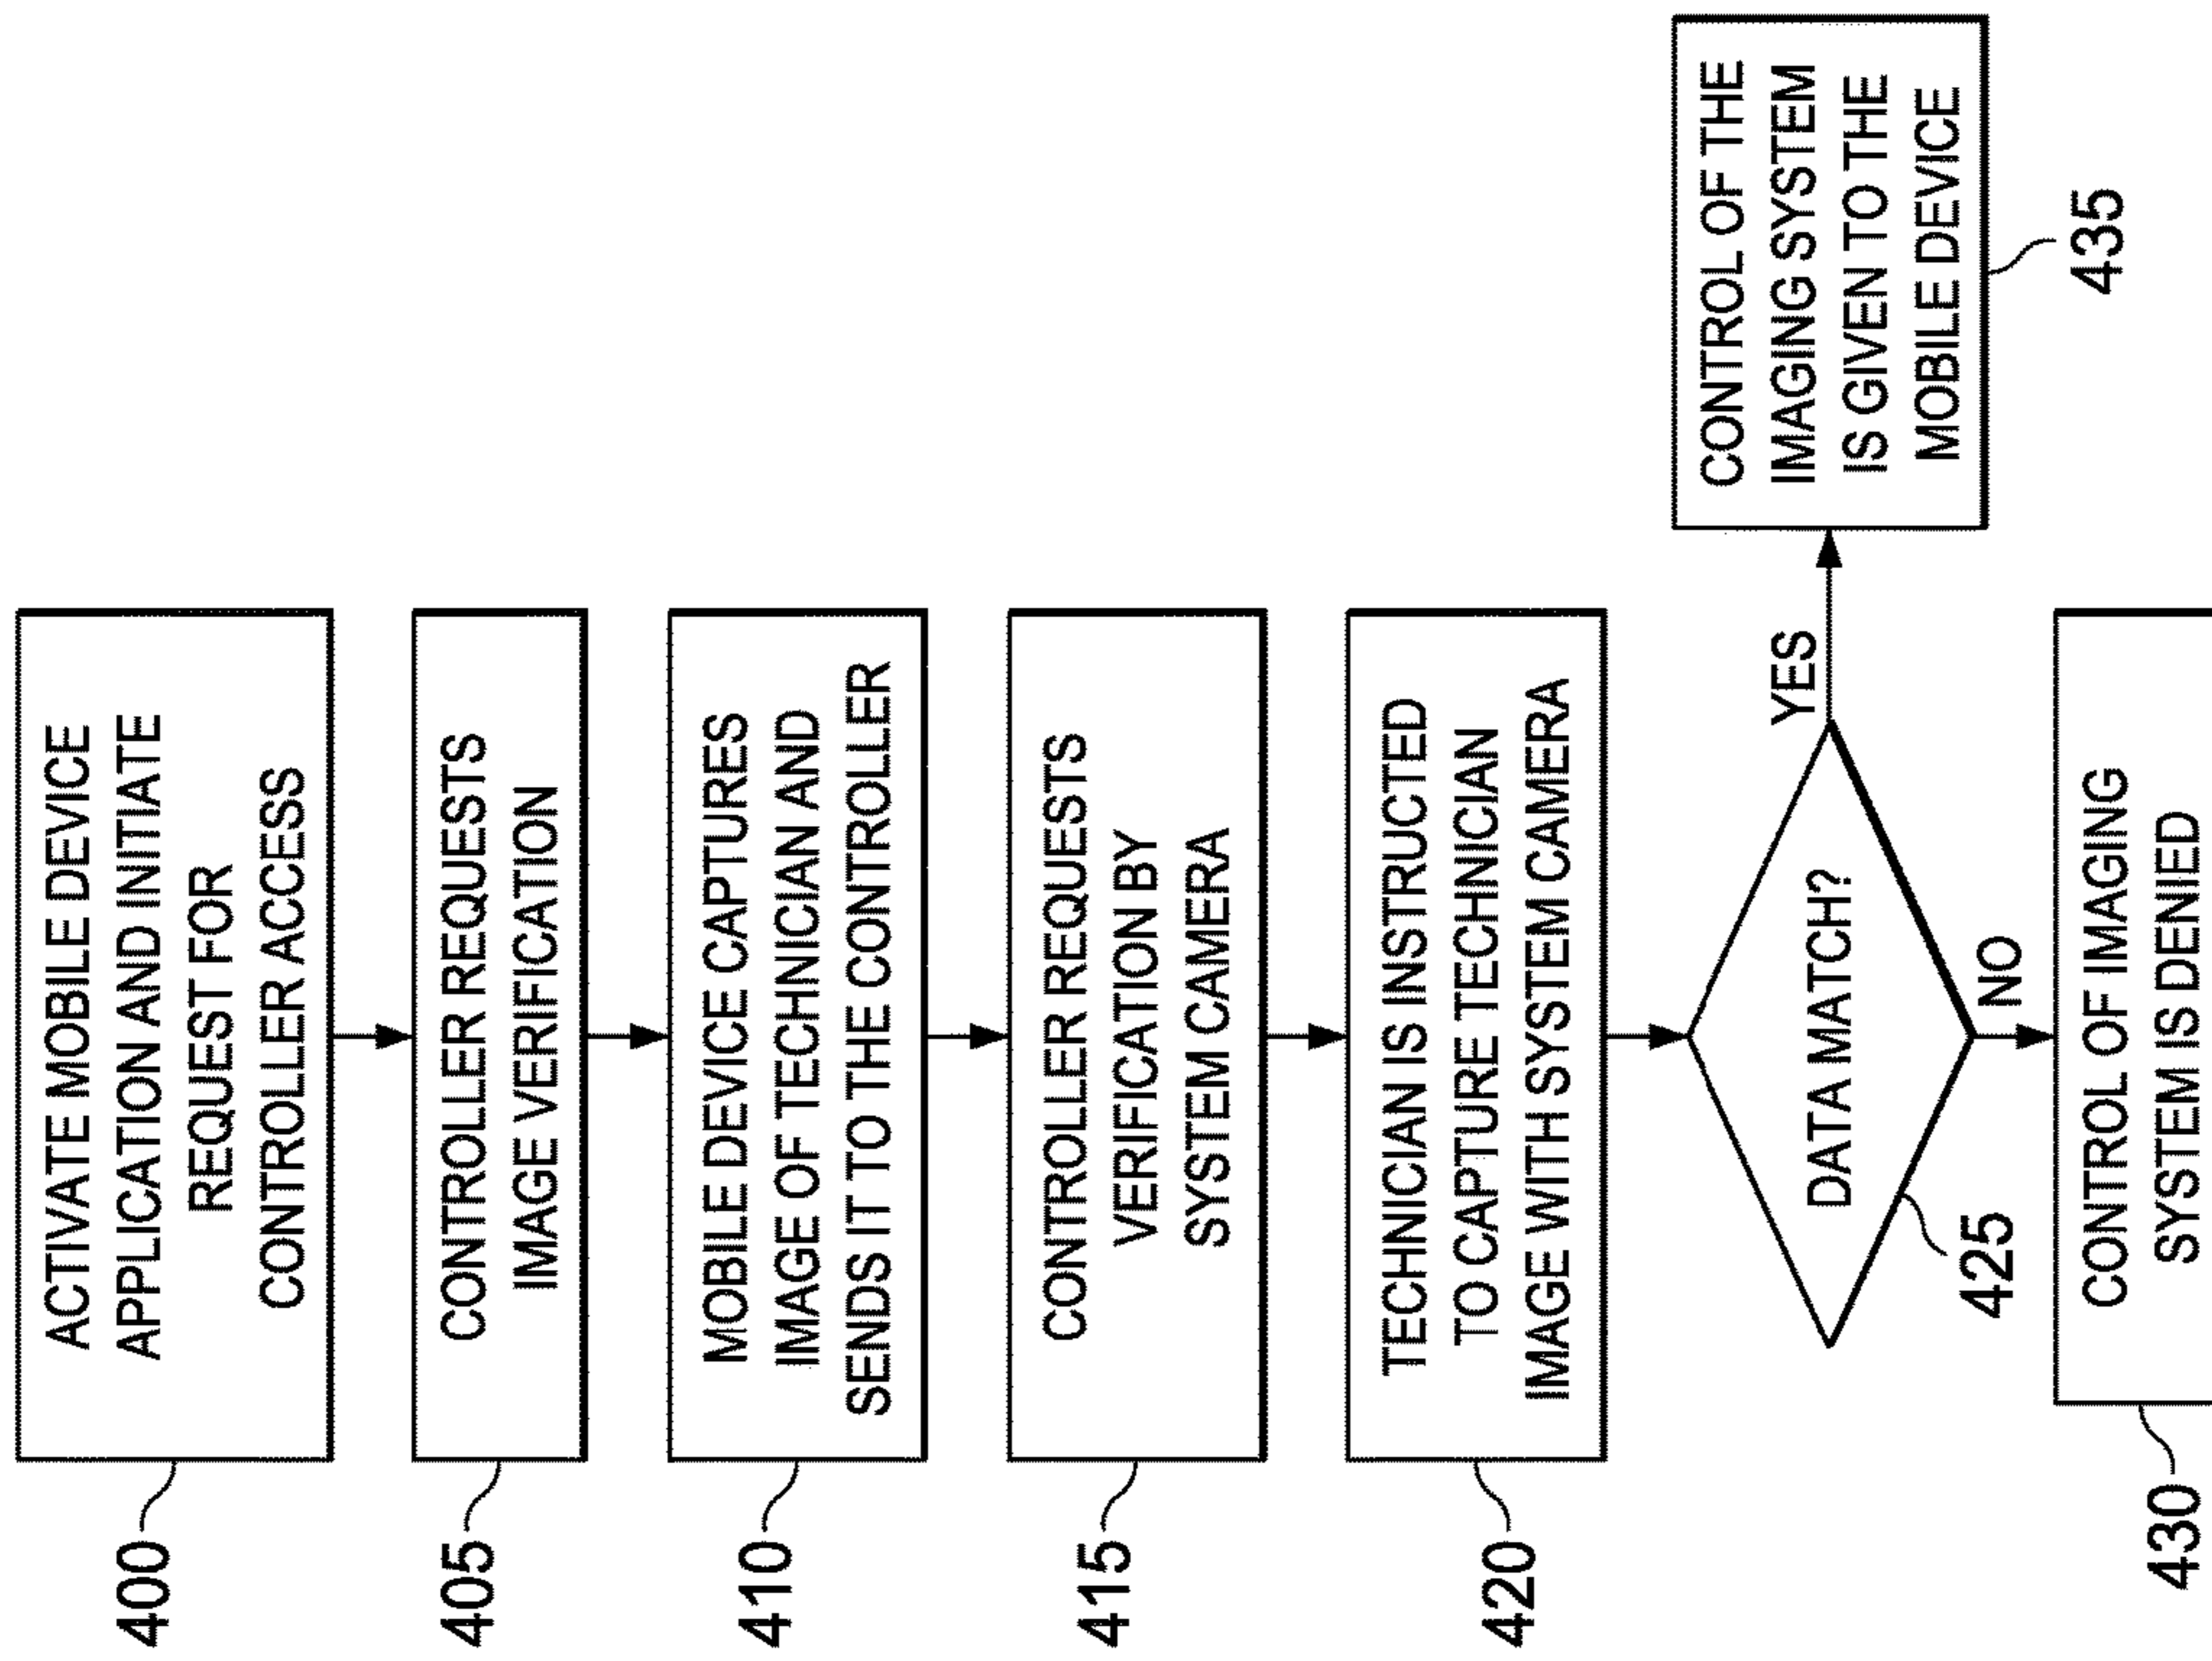 400
ACTIVATE MOBILE DEVICE
APPLICATION AND INITIATE
REQUEST FOR
CONTROLLER ACCESS
405
CONTROLLER REQUESTS
IMAGE VERIFICATION
410
MOBILE DEVICE CAPTURES
IMAGE OF TECHNICIAN AND
SENDS IT TO THE CONTROLLER
415
CONTROLLER REQUESTS
VERIFICATION BY
SYSTEM CAMERA
420
TECHNICIAN IS INSTRUCTED
TO CAPTURE TECHNICIAN
IMAGE WITH SYSTEM CAMERA
DATA MATCH?
425
YES
CONTROL OF THE
IMAGING SYSTEM
IS GIVEN TO THE
MOBILE DEVICE
435
NO
430
CONTROL OF IMAGING
SYSTEM IS DENIED